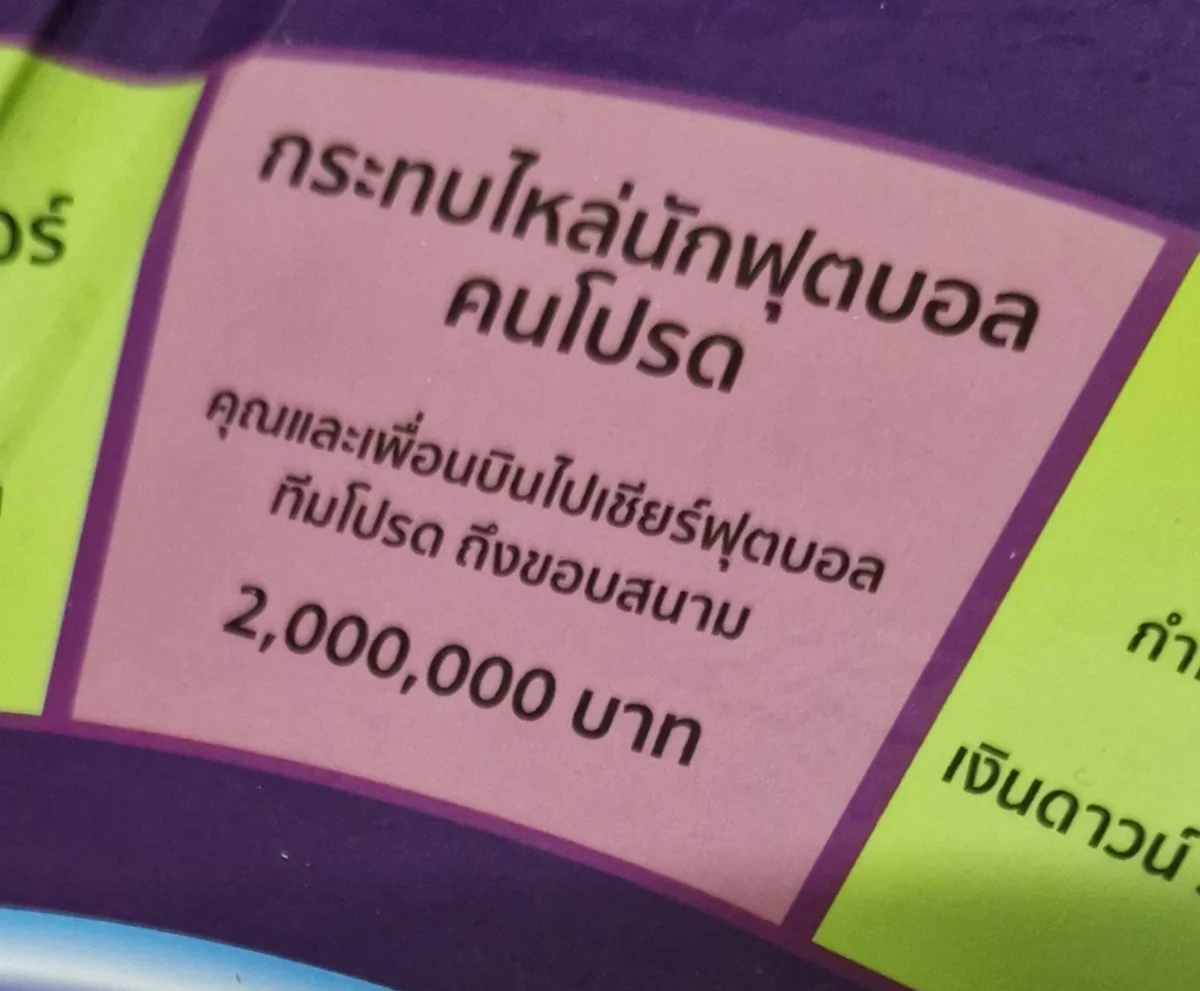 กระทบไหล่นักฟุตบอล
คนโปรด
คุณและเพื่อนบินไปเชียร์ฟุตบอล
ทีมโปรด ถึงขอบสนาม
2,000,000 บาท
เงินดาวน์